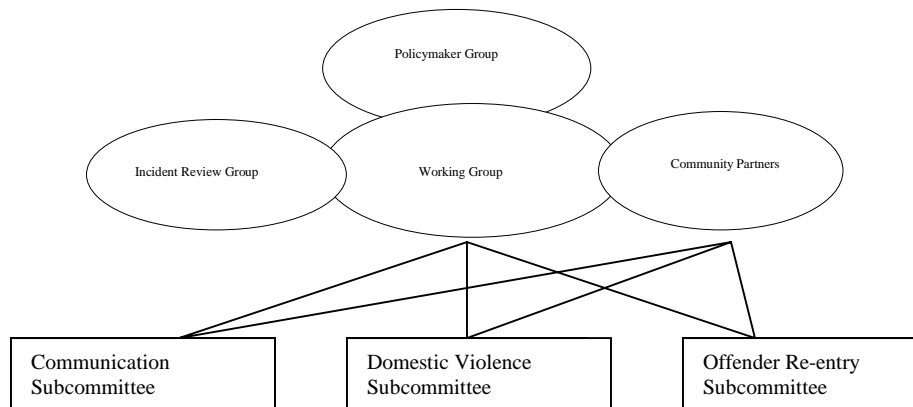 Policymaker Group
Incident Review Group
Working Group
Community Partners
Communication
Subcommittee
Domestic Violence
Subcommittee
Offender Re-entry
Subcommittee